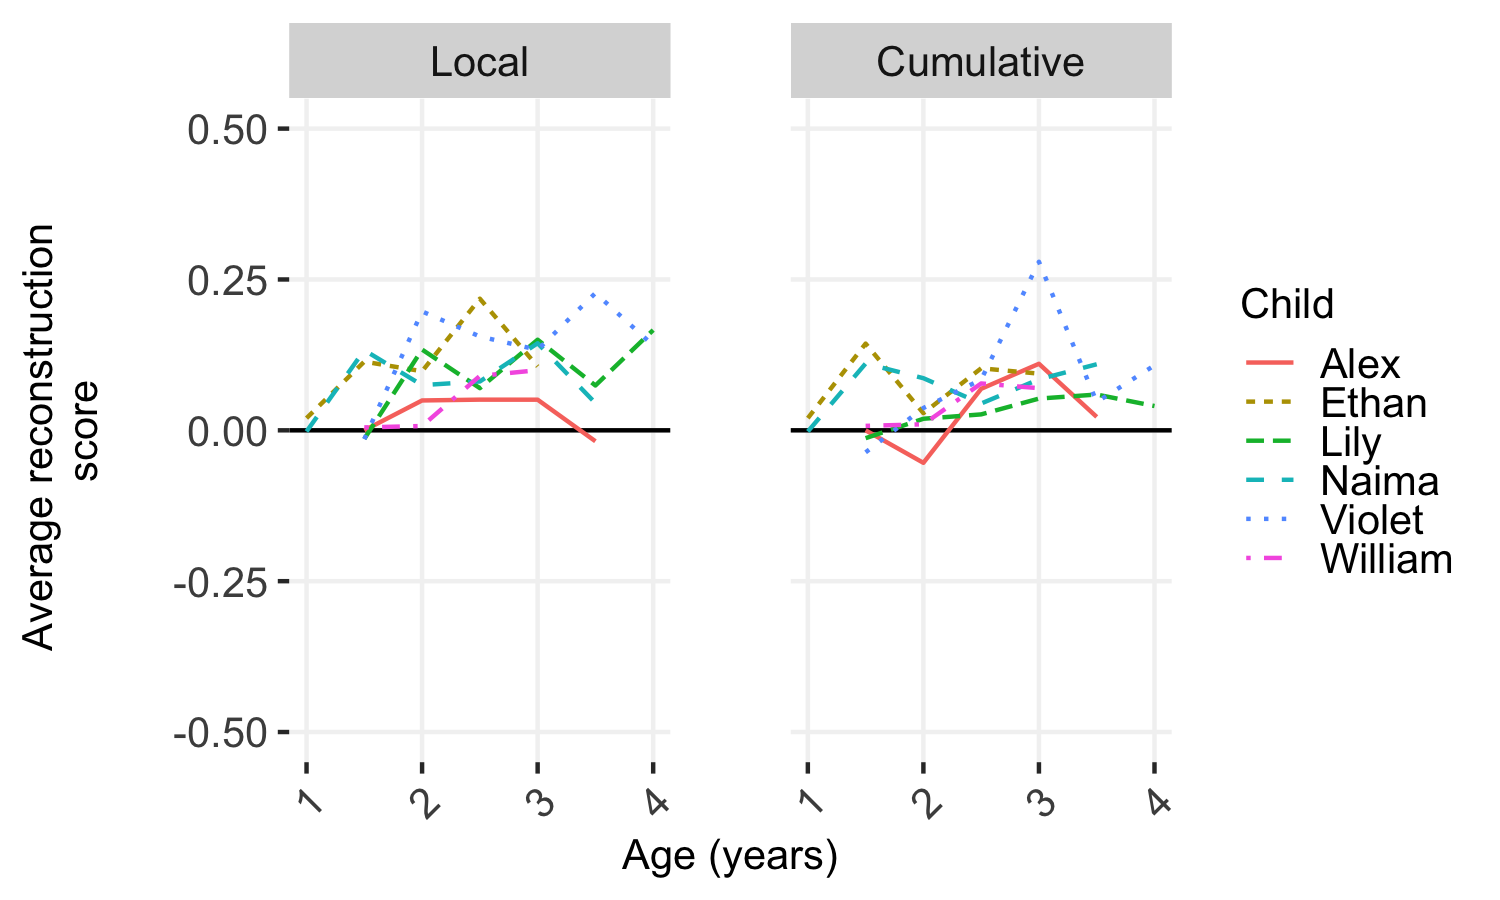 Local
Cumulative
0.50
0.25
0.00
-0.25
-0.50
Average reconstruction
score
1 2 3 4
1 2 3 4
Age (years)
Child
Alex
Ethan
Lily
Naima
Violet
William